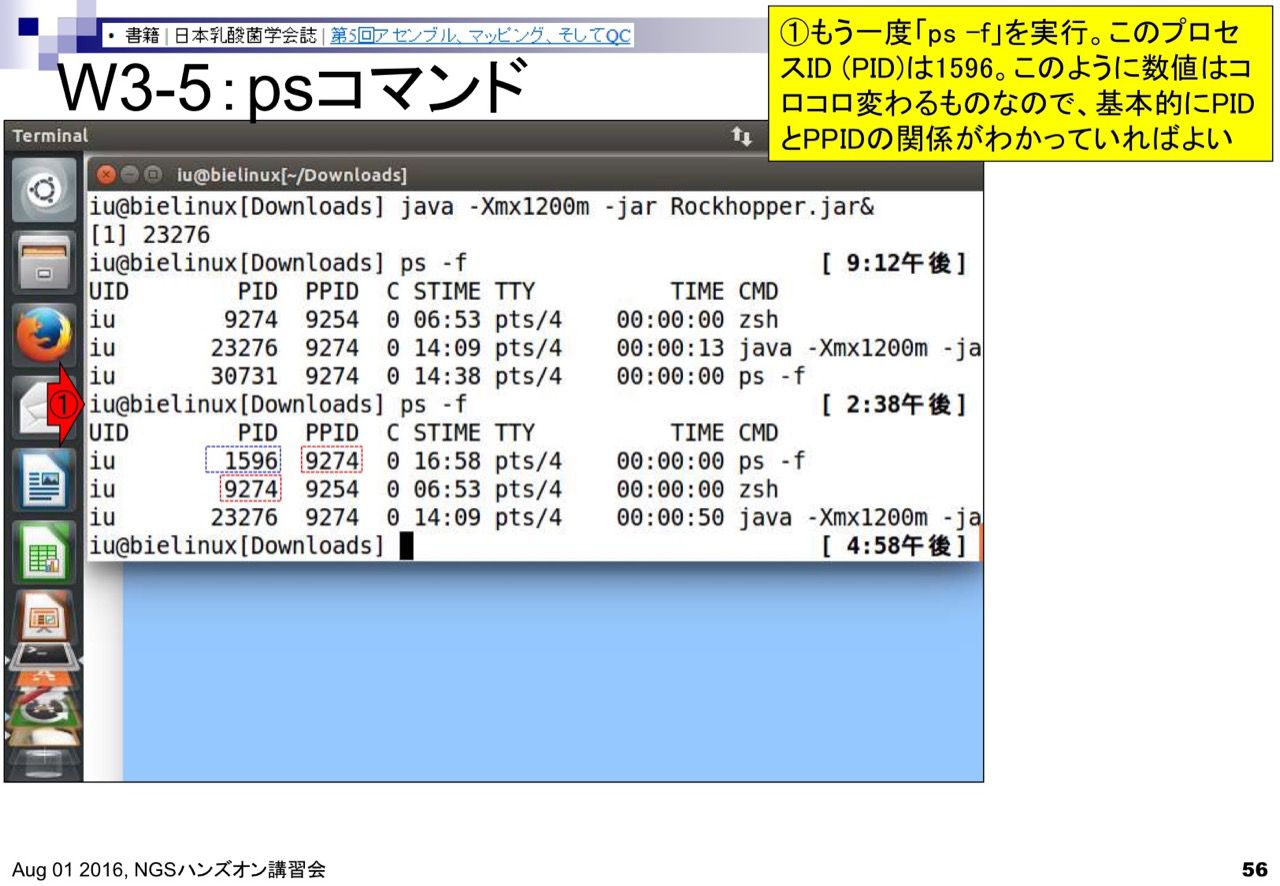 • 書籍 | 日本乳酸菌学会誌 | 第5回アセンブル、マッピング、そしてQC
W3-5：psコマンド
①もう一度「ps –f」を実行。このプロセ
スID (PID)は1596。このように数値はコ
ロコロ変わるものなので、基本的にPID
とPPIDの関係がわかっていればよい
Terminal
iu@bielinux[~/Downloads]
iu@bielinux[Downloads] java -Xmx1200m -jar Rockhopper.jar&
[1] 23276
iu@bielinux[Downloads] ps -f [ 9:12午後]
UID PID PPID C STIME TTY TIME CMD
iu 9274 9254 0 06:53 pts/4 00:00:00 zsh
iu 23276 9274 0 14:09 pts/4 00:00:13 java -Xmx1200m -ja
iu 30731 9274 0 14:38 pts/4 00:00:00 ps -f
① iu@bielinux[Downloads] ps -f [ 2:38午後]
UID PID PPID C STIME TTY TIME CMD
iu 1596 9274 0 16:58 pts/4 00:00:00 ps -f
iu 9274 9254 0 06:53 pts/4 00:00:00 zsh
iu 23276 9274 0 14:09 pts/4 00:00:50 java -Xmx1200m -ja
iu@bielinux[Downloads] [ 4:58午後]
Aug 01 2016, NGSハンズオン講習会
56